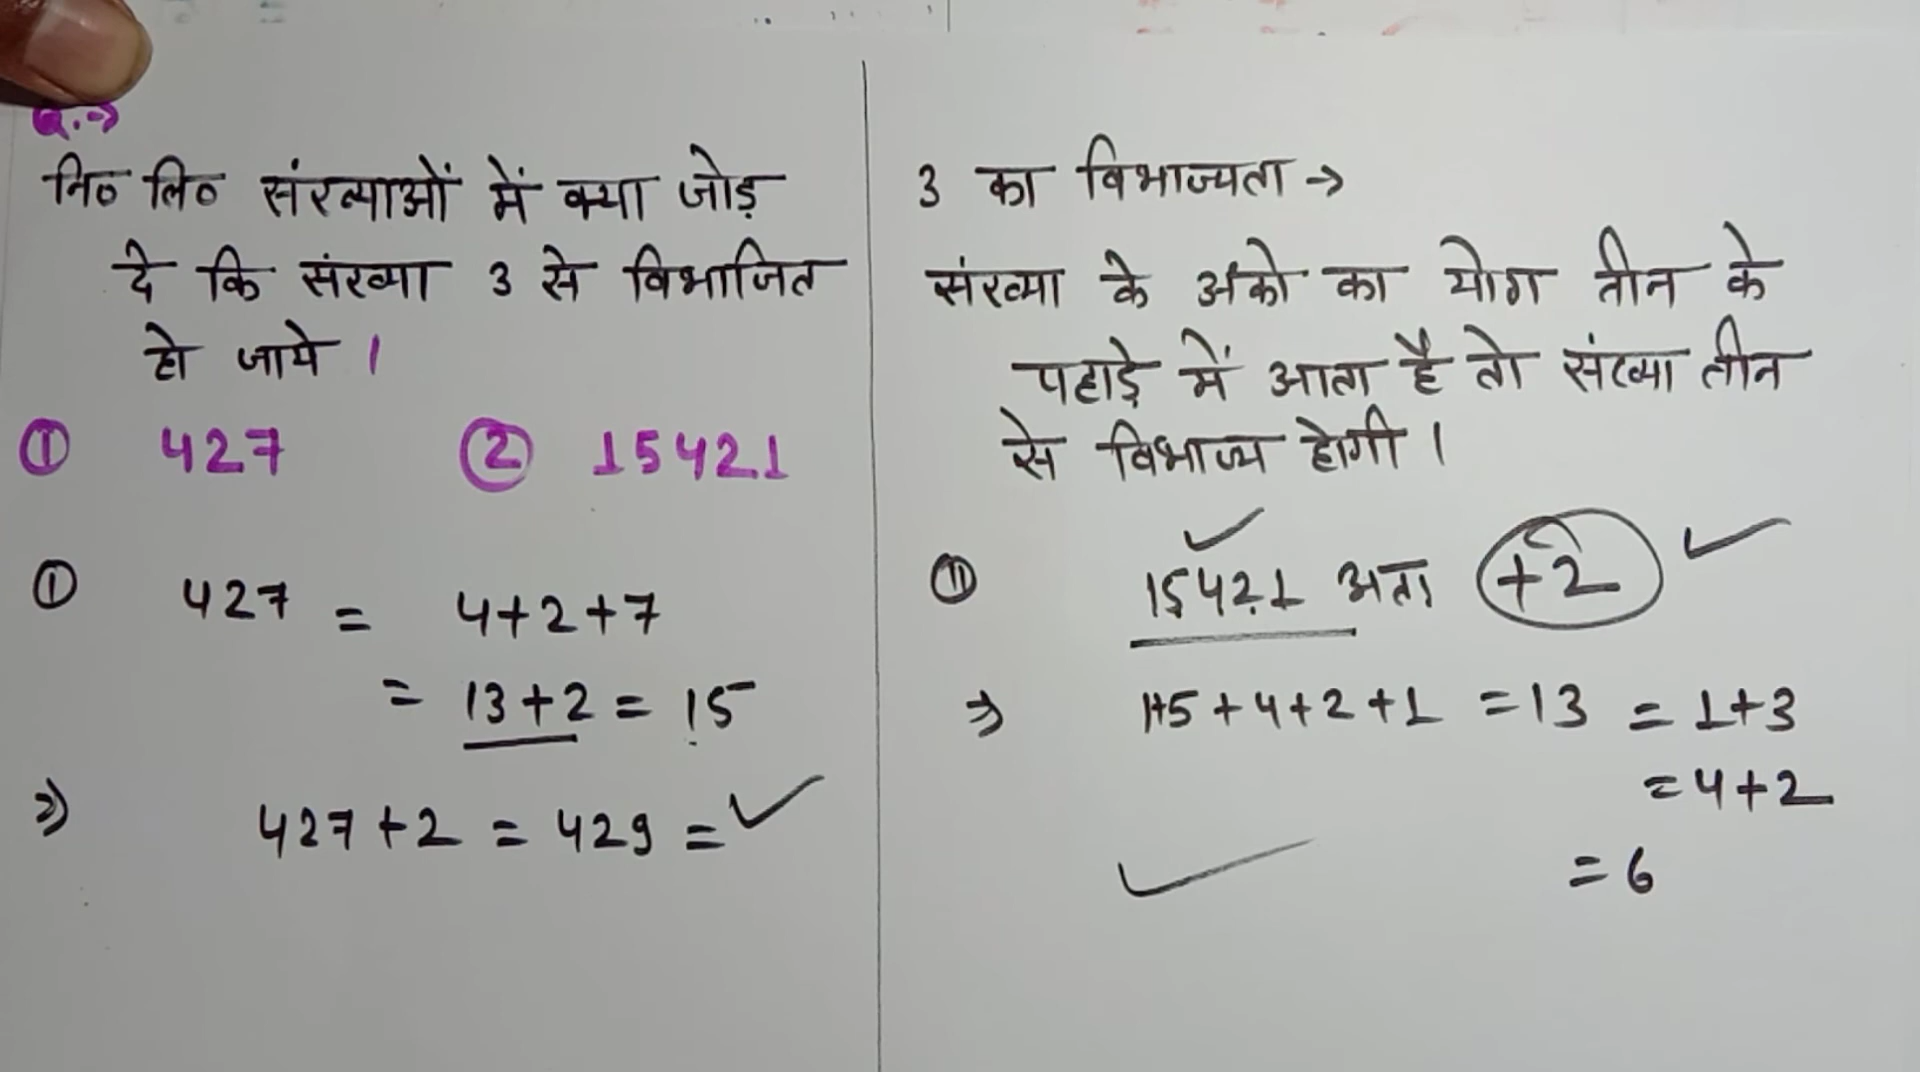 Q.→
नि० लि० संख्याओं में क्या जोड़
दे कि संख्या 3 से विभाजित
हो जाये ।
① 427 ② 15421
① 427 = 4+2+7
= 13+2 = 15
⇒ 427+2 = 429 = ✓
3 का विभाज्यता →
संख्या के अंको का योग तीन के
पहाड़े में आता है तो संख्या तीन
से विभाज्य होगी ।
⑪ 15421 अतः +2 ✓
⇒ 1+5+4+2+1 = 13 = 1+3
= 4+2
= 6